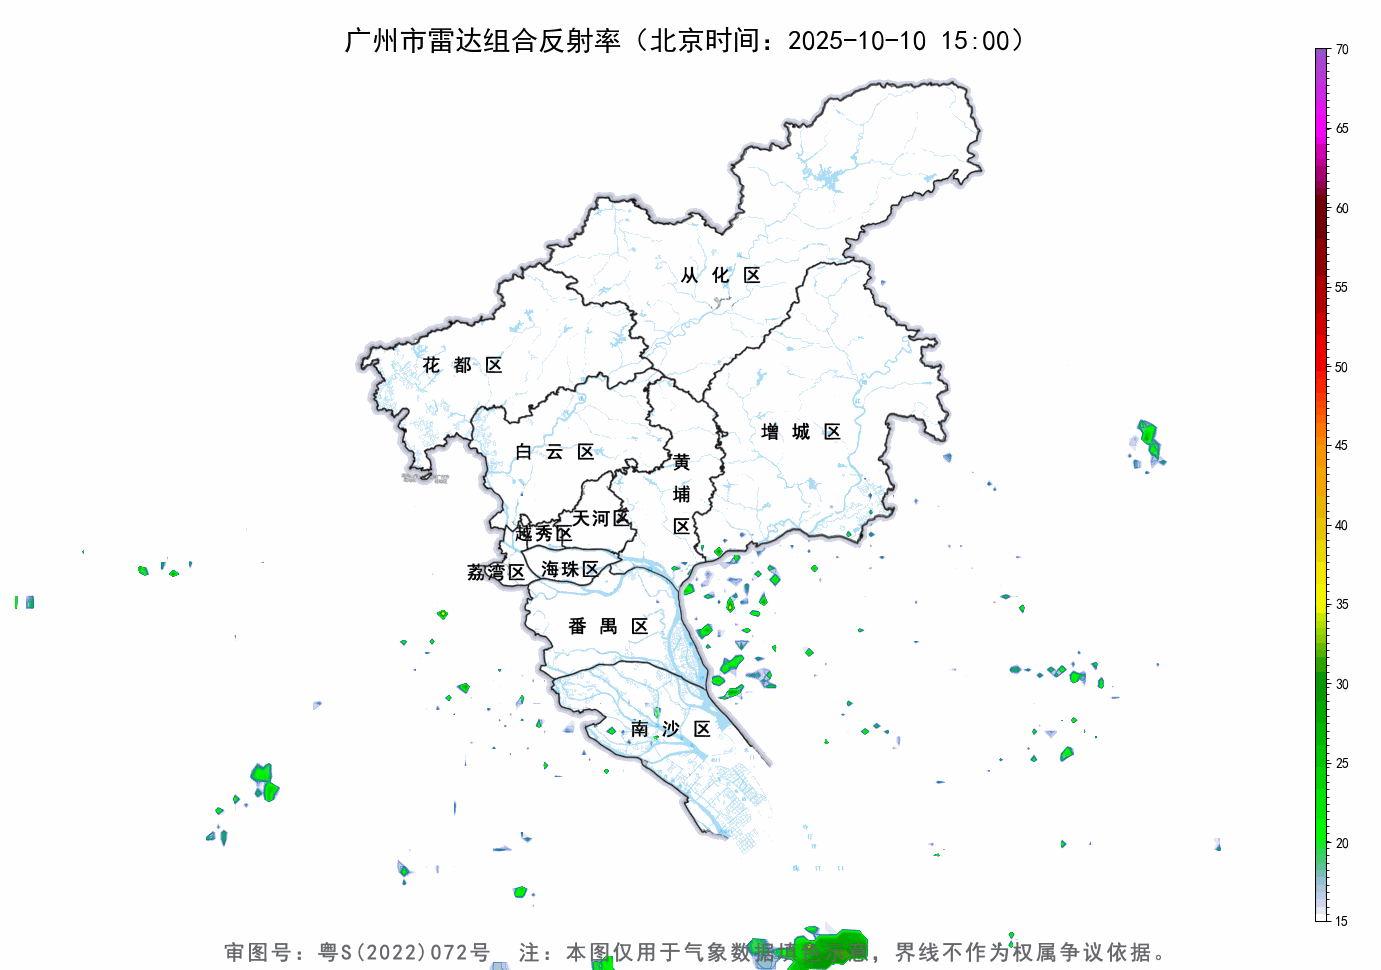 广州市雷达组合反射率（北京时间：2025-10-10 15:00）
70
65
60
55
50
45
40
35
30
25
20
15
从化区
花都区
增城区
白云区
黄埔区
天河区
越秀区
荔湾区
海珠区
番禺区
南沙区
审图号：粤S(2022)072号 注：本图仅用于气象数据填色示意，界线不作为权属争议依据。